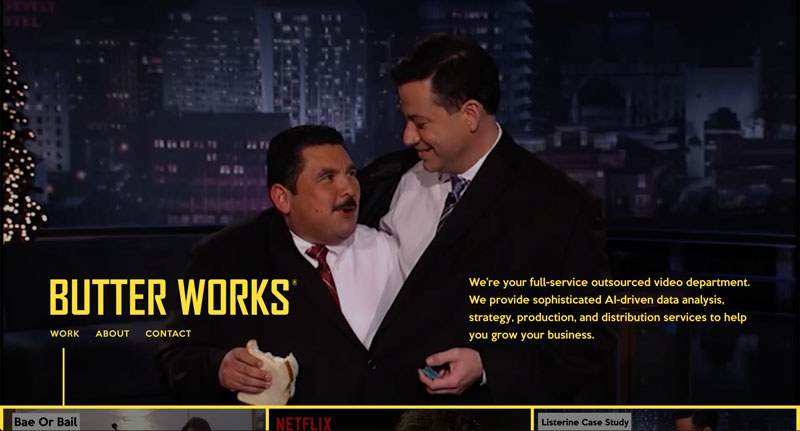 BUTTER WORKS®
WORK ABOUT CONTACT
We're your full-service outsourced video department.
We provide sophisticated AI-driven data analysis,
strategy, production, and distribution services to help
you grow your business.
Bae Or Bail
NETFLIX
Listerine Case Study